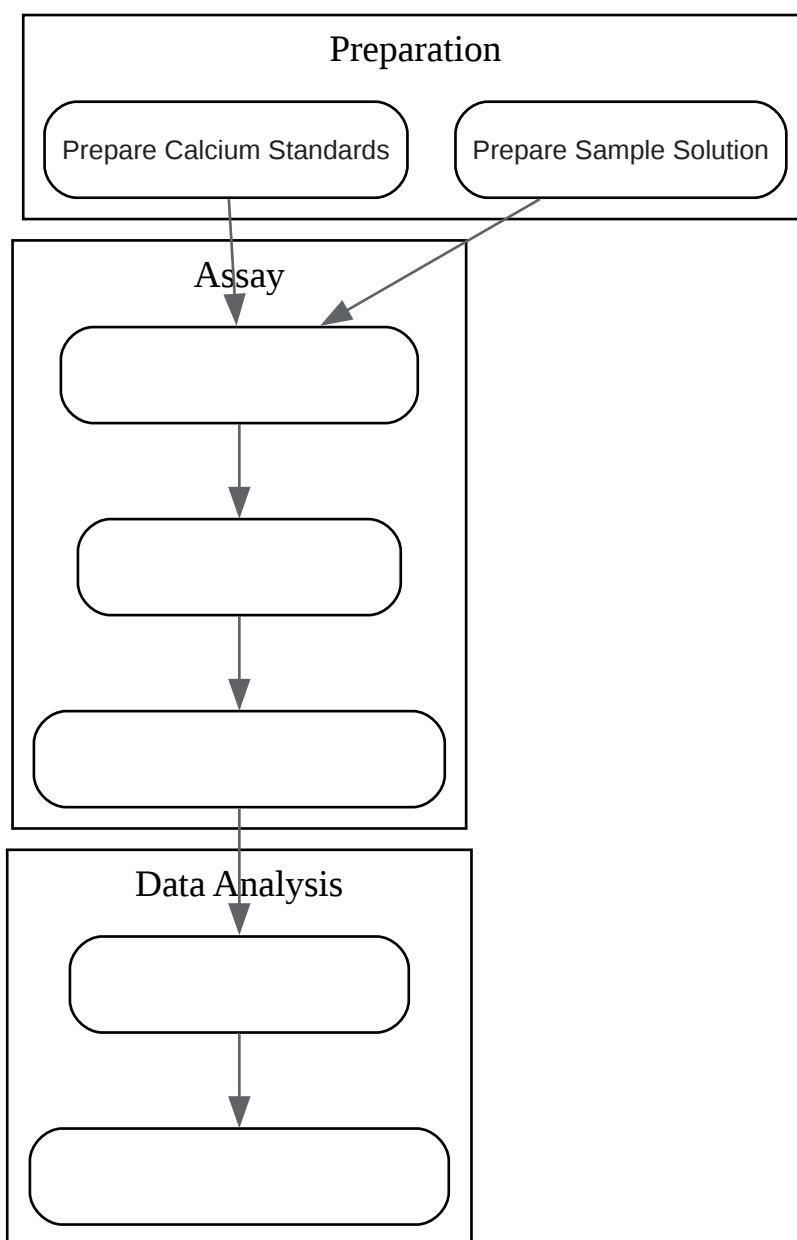 Preparation
Prepare Calcium Standards
Prepare Sample Solution
Assay
Data Analysis